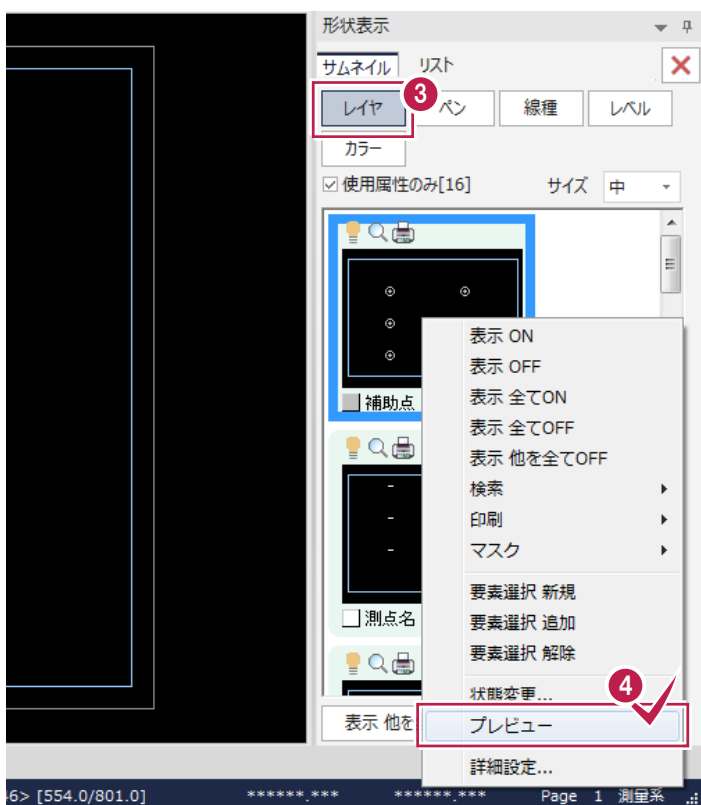 形状表示
サムネイル リスト
3
レイヤ ペン 線種 レベル
カラー
使用属性のみ[16] サイズ 中
補助点
表示 ON
表示 OFF
表示 全てON
表示 全てOFF
表示 他を全てOFF
検索
印刷
マスク
要素選択 新規
要素選択 追加
要素選択 解除
状態変更...
4
プレビュー
詳細設定...
測点名
表示 他を
6> [554.0/801.0] ******.*** ******.*** Page 1 測量系